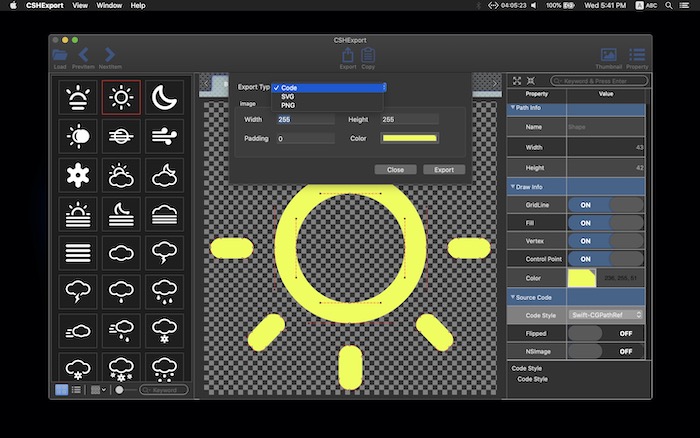 CSHExport View Window Help 04:05:23 100% A ABC Wed 5:41 PM
CSHExport
Load PrevItem NextItem Export Copy Thumbnail Property
Export Typ
Code
SVG
PNG
Image
Width 255 Height 255
Padding 0 Color
Close Export
Keyword & Press Enter
Property Value
Path Info
Name Shape
Width 43
Height 42
Draw Info
GridLine ON
Fill ON
Vertex ON
Control Point ON
Color 236, 255, 51
Source Code
Code Style Swift-CGPathRef
Flipped OFF
NSImage OFF
Code Style
Code Style
Keyword